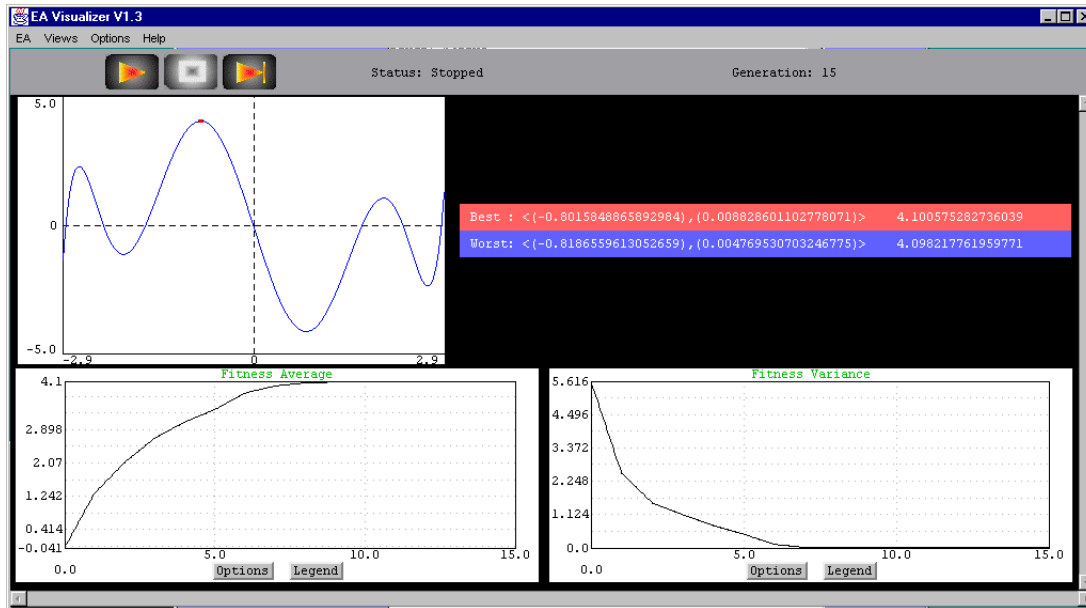 EA Visualizer V1.3
EA Views Options Help
Status: Stopped Generation: 15
5.0
0
-5.0
-2.9 0 2.9
Best : <(-0.8015848865892984),(0.008828601102778071)> 4.100575282736039
Worst: <(-0.8186559613052659),(0.004769530703246775)> 4.098217761959771
Fitness Average
4.1
2.898
2.07
1.242
0.414
-0.041
0.0 5.0 10.0 15.0
Options Legend
Fitness Variance
5.616
4.496
3.372
2.248
1.124
0.0
0.0 5.0 10.0 15.0
Options Legend